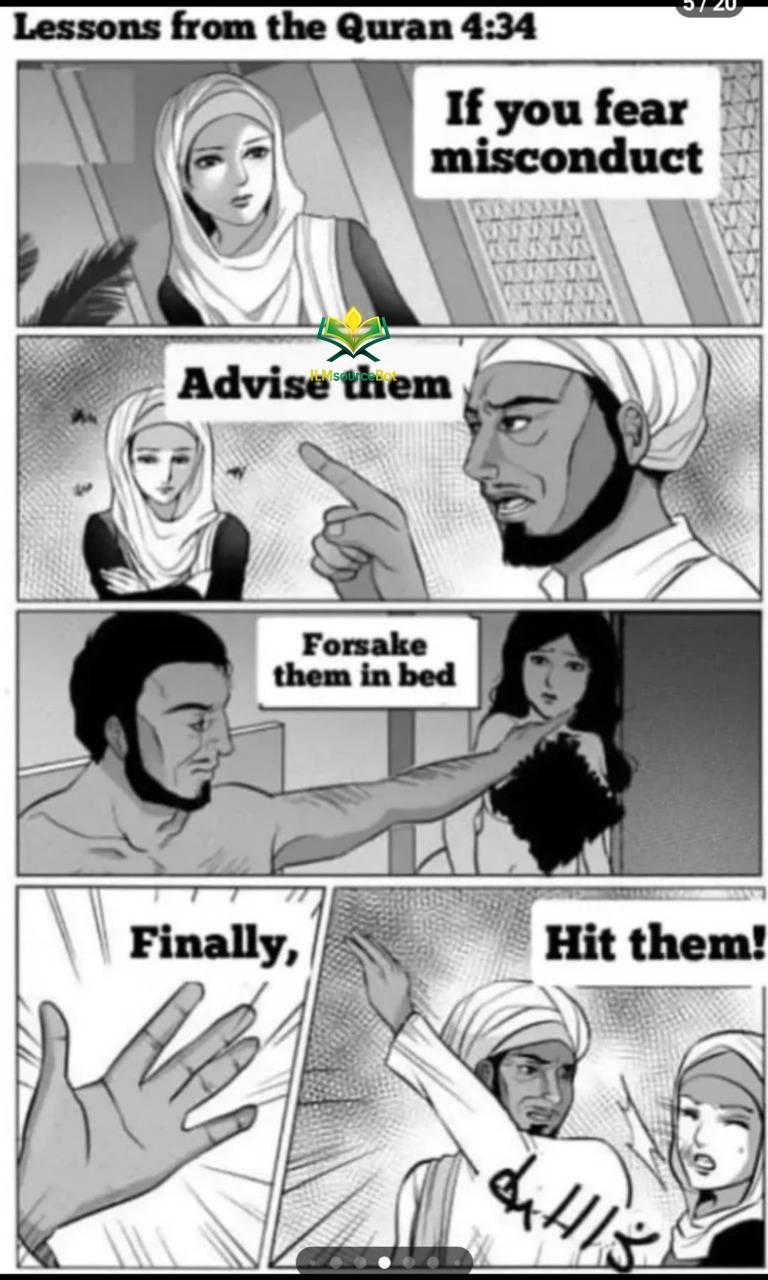 5 / 20
Lessons from the Quran 4:34
If you fear
misconduct
ILMsourceBot
Advise them
Forsake
them in bed
Finally,
Hit them!